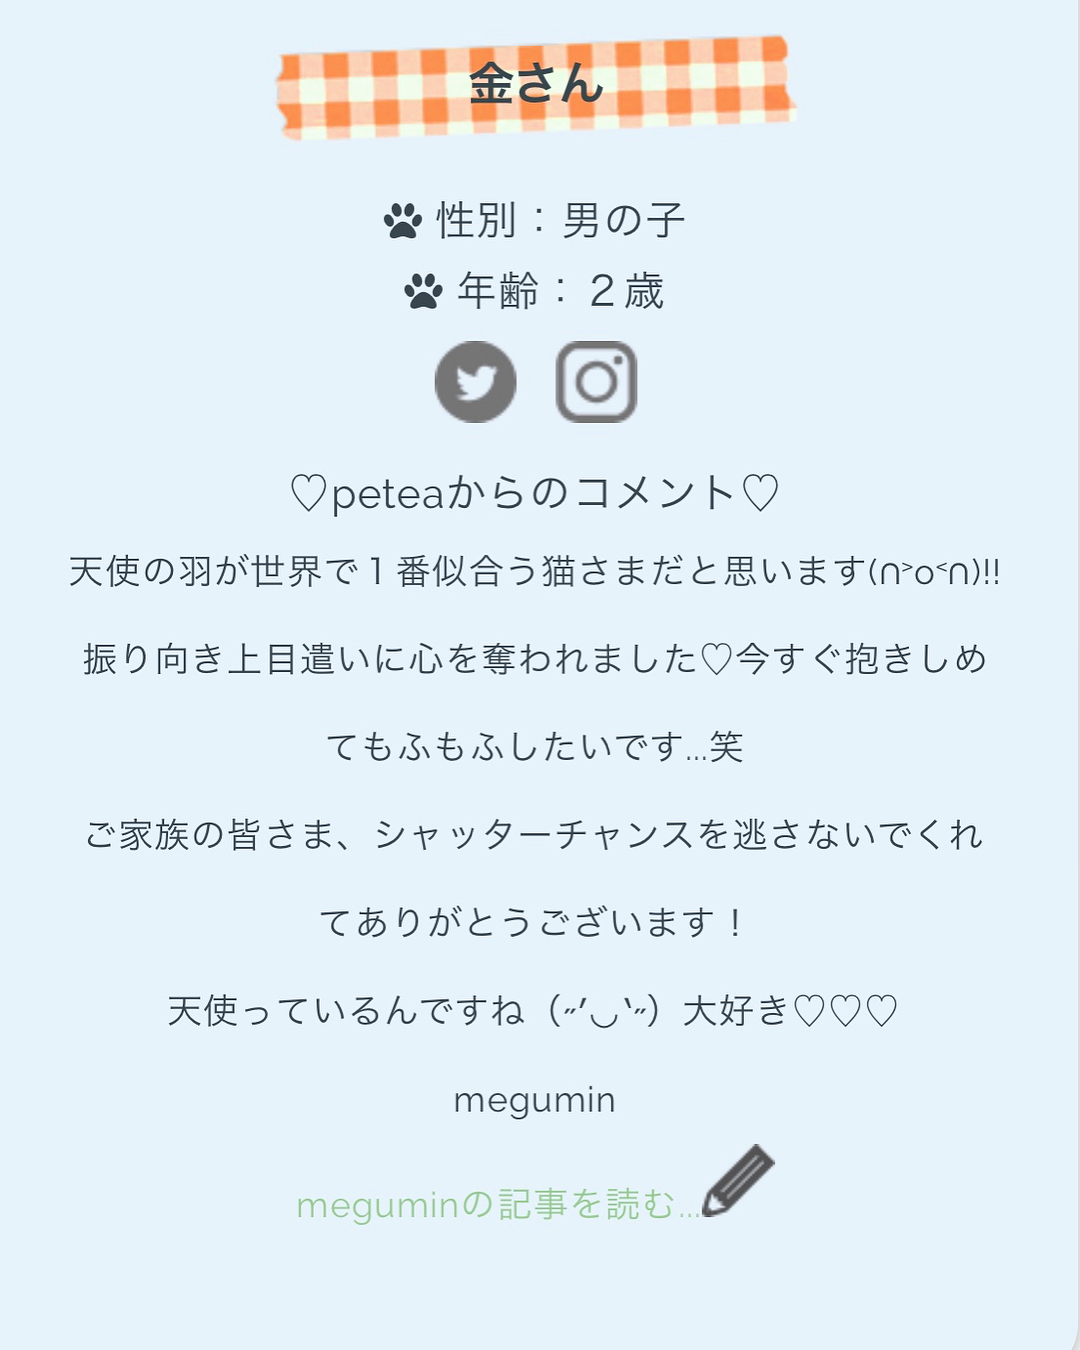 金さん
性別：男の子
年齢：２歳
♡peteaからのコメント♡
天使の羽が世界で１番似合う猫さまだと思います(∩˃o˂∩)!!
振り向き上目遣いに心を奪われました♡今すぐ抱きしめ
てもふもふしたいです...笑
ご家族の皆さま、シャッターチャンスを逃さないでくれ
てありがとうございます！
天使っているんですね（˶′◡‵˶）大好き♡♡♡
megumin
meguminの記事を読む...